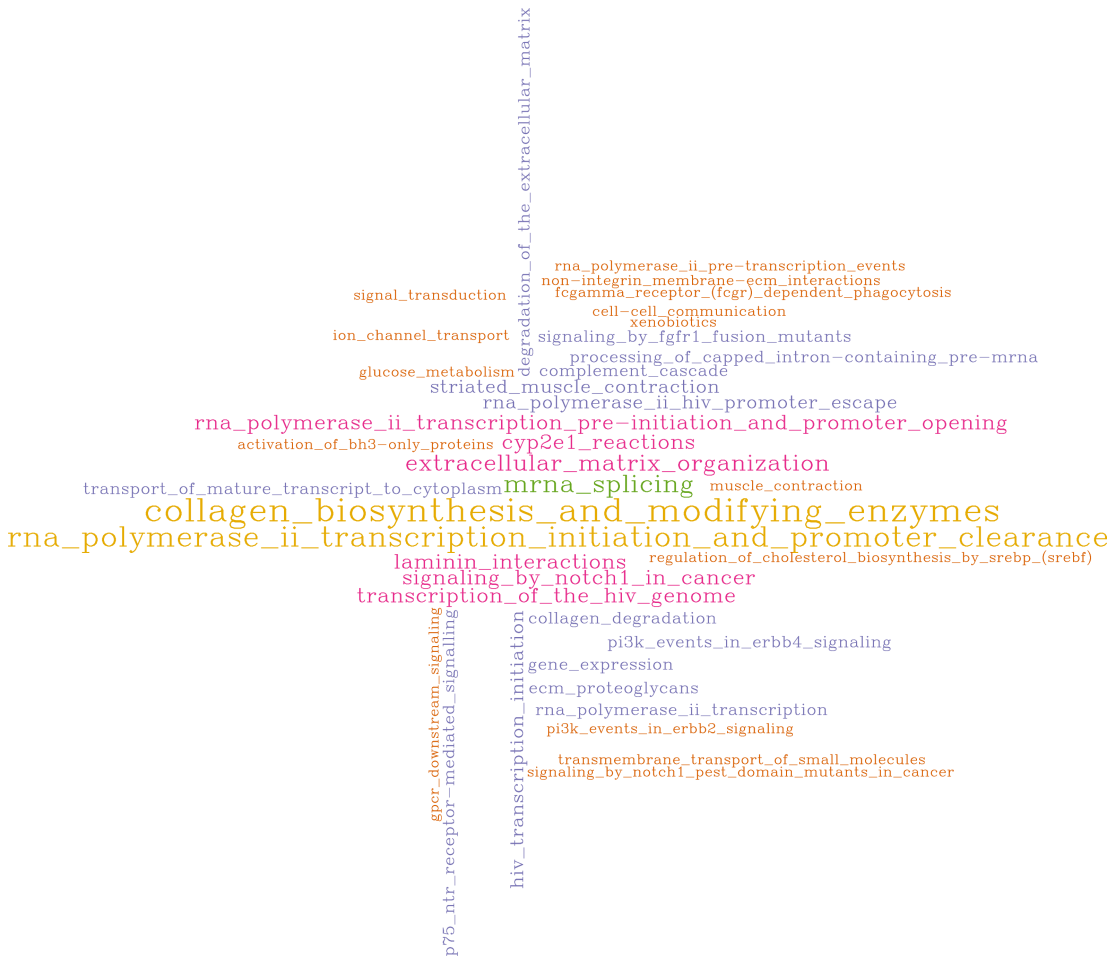 degradation_of_the_extracellular_matrix
rna_polymerase_ii_pre-transcription_events
non-integrin_membrane-ecm_interactions
signal_transduction
fcgamma_receptor_(fcgr)_dependent_phagocytosis
cell-cell_communication
xenobiotics
ion_channel_transport
signaling_by_fgfr1_fusion_mutants
processing_of_capped_intron-containing_pre-mrna
glucose_metabolism
complement_cascade
striated_muscle_contraction
rna_polymerase_ii_hiv_promoter_escape
rna_polymerase_ii_transcription_pre-initiation_and_promoter_opening
activation_of_bh3-only_proteins
cyp2e1_reactions
extracellular_matrix_organization
transport_of_mature_transcript_to_cytoplasm
mrna_splicing
muscle_contraction
collagen_biosynthesis_and_modifying_enzymes
rna_polymerase_ii_transcription_initiation_and_promoter_clearance
laminin_interactions
regulation_of_cholesterol_biosynthesis_by_srebp_(srebf)
signaling_by_notch1_in_cancer
transcription_of_the_hiv_genome
gpcr_downstream_signaling
p75_ntr_receptor-mediated_signalling
hiv_transcription_initiation
collagen_degradation
pi3k_events_in_erbb4_signaling
gene_expression
ecm_proteoglycans
rna_polymerase_ii_transcription
pi3k_events_in_erbb2_signaling
transmembrane_transport_of_small_molecules
signaling_by_notch1_pest_domain_mutants_in_cancer